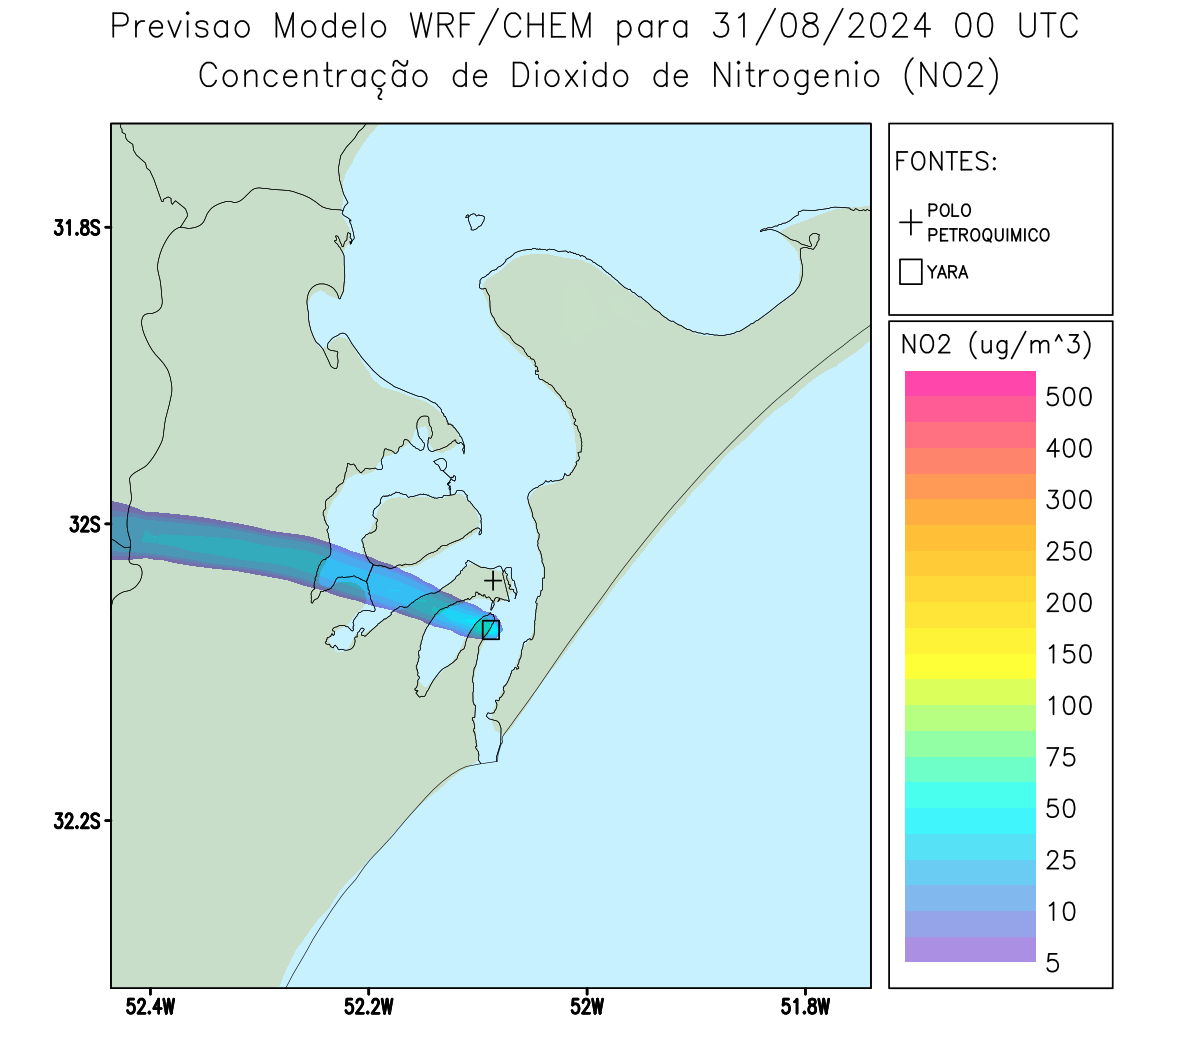 Previsao Modelo WRF/CHEM para 31/08/2024 00 UTC
Concentração de Dioxido de Nitrogenio (NO2)
FONTES:
POLO
PETROQUIMICO
YARA
NO2 (ug/m^3)
500
400
300
250
200
150
100
75
50
25
10
5
31.8S
32S
32.2S
52.4W
52.2W
52W
51.8W